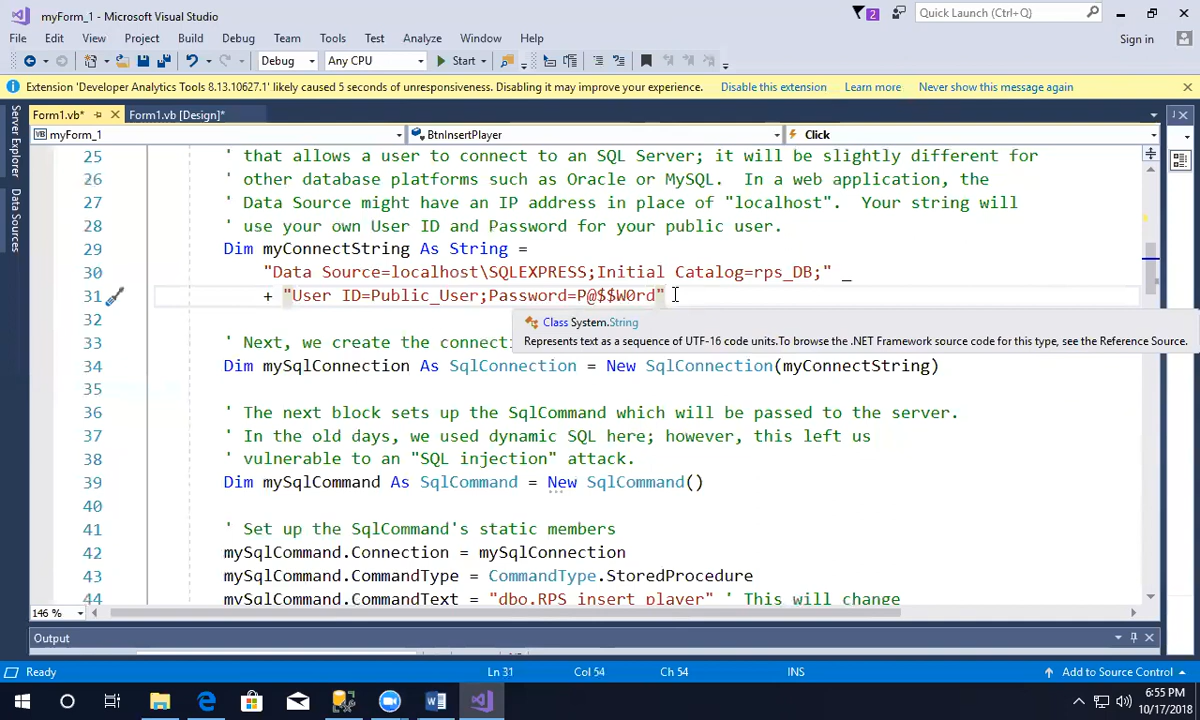 myForm_1 - Microsoft Visual Studio
2
Quick Launch (Ctrl+Q)
File Edit View Project Build Debug Team Tools Test Analyze Window Help Sign in
Debug Any CPU Start
Extension 'Developer Analytics Tools 8.13.10627.1' likely caused 5 seconds of unresponsiveness. Disabling it may improve your experience. Disable this extension Learn more Never show this message again
Server Explorer
Data Sources
Form1.vb* Form1.vb [Design]*
VB myForm_1 BtnInsertPlayer Click
25 ' that allows a user to connect to an SQL Server; it will be slightly different for
26 ' other database platforms such as Oracle or MySQL. In a web application, the
27 ' Data Source might have an IP address in place of "localhost". Your string will
28 ' use your own User ID and Password for your public user.
29 Dim myConnectString As String =
30 "Data Source=localhost\SQLEXPRESS;Initial Catalog=rps_DB;" _
31 + "User ID=Public_User;Password=P@$$W0rd"
32
Class System.String
Represents text as a sequence of UTF-16 code units.To browse the .NET Framework source code for this type, see the Reference Source.
33 ' Next, we create the connecti
34 Dim mySqlConnection As SqlConnection = New SqlConnection(myConnectString)
35
36 ' The next block sets up the SqlCommand which will be passed to the server.
37 ' In the old days, we used dynamic SQL here; however, this left us
38 ' vulnerable to an "SQL injection" attack.
39 Dim mySqlCommand As SqlCommand = New SqlCommand()
40
41 ' Set up the SqlCommand's static members
42 mySqlCommand.Connection = mySqlConnection
43 mySqlCommand.CommandType = CommandType.StoredProcedure
44 mySqlCommand.CommandText = "dbo.RPS_insert_player" ' This will change
146 %
Output
Ready Ln 31 Col 54 Ch 54 INS Add to Source Control
6:55 PM
10/17/2018